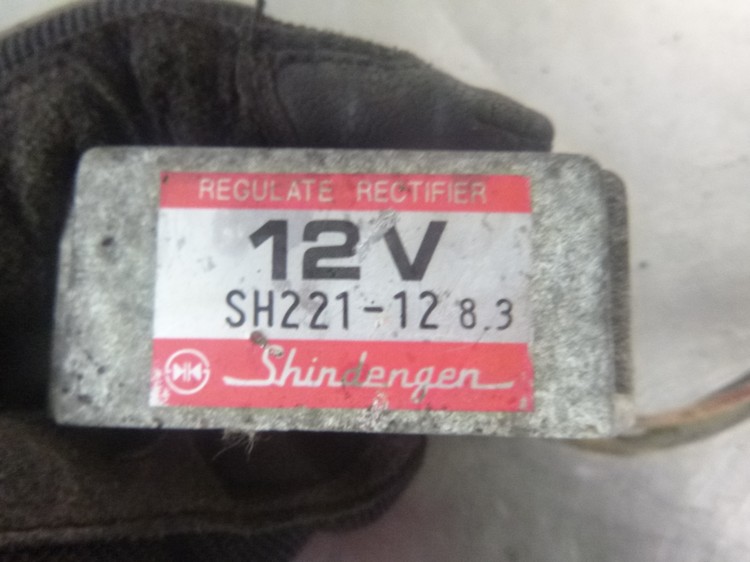 REGULATE RECTIFIER
12V
SH221-12 8.3
Shindengen